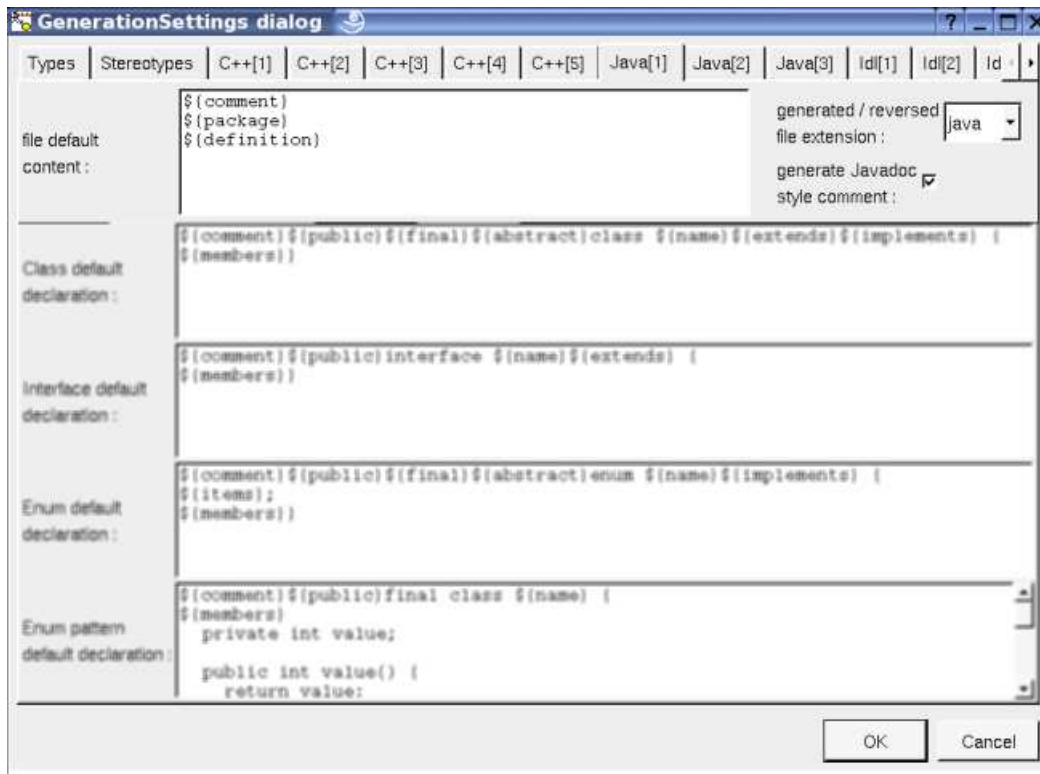 GenerationSettings dialog
Types Stereotypes C++[1] C++[2] C++[3] C++[4] C++[5] Java[1] Java[2] Java[3] Idl[1] Idl[2] Id
file default
content :
${comment}
${package}
${definition}
generated / reversed
file extension :
java
generate Javadoc
style comment :
Class default
declaration :
${comment}${public}${final}${abstract}class ${name}${extends}${implements} {
${members}}
Interface default
declaration :
${comment}${public}interface ${name}${extends} {
${members}}
Enum default
declaration :
${comment}${public}${final}${abstract}enum ${name}${implements} {
${items};
${members}}
Enum pattern
default declaration :
${comment}${public}final class ${name} {
${members}
private int value;
public int value() {
return value;
OK Cancel